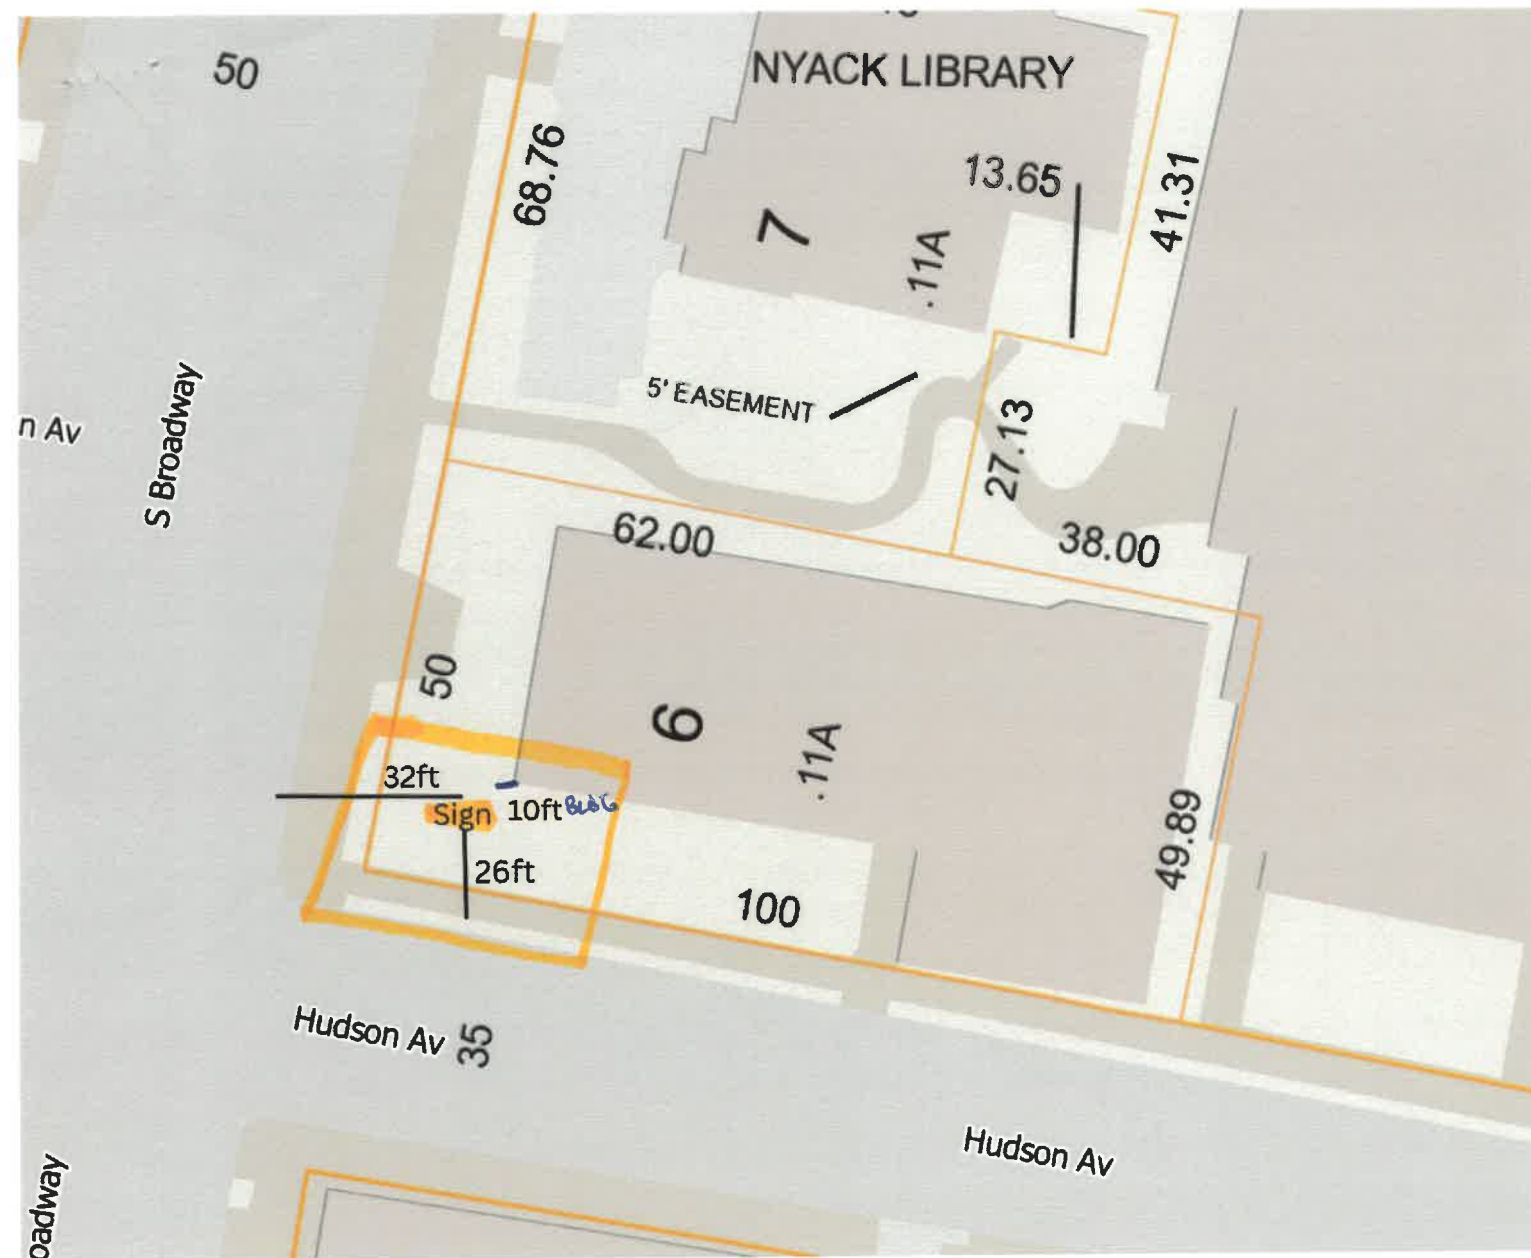 50
NYACK LIBRARY
68.76
13.65
41.31
7
.11A
5' EASEMENT
n Av
S Broadway
27.13
62.00
38.00
50
6
.11A
32ft
Sign
10ft BLDG
26ft
49.89
100
Hudson Av
35
Hudson Av
oadway